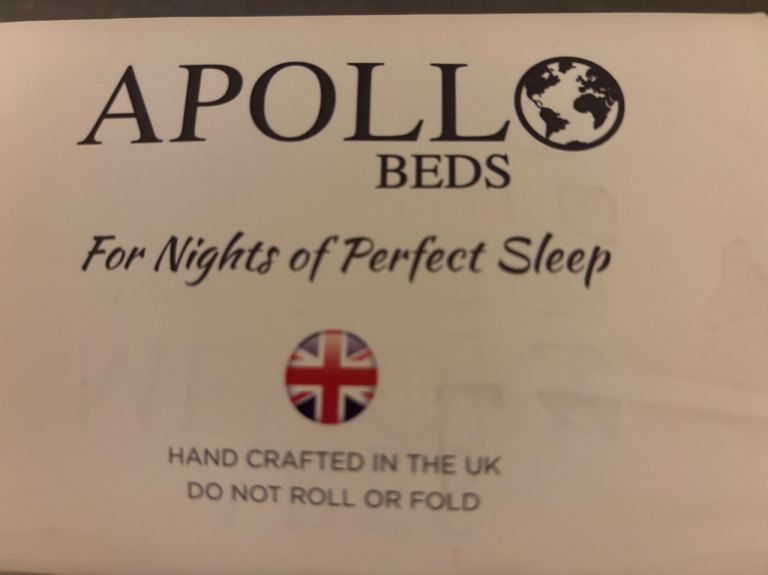 APOLLO
BEDS
For Nights of Perfect Sleep
HAND CRAFTED IN THE UK
DO NOT ROLL OR FOLD